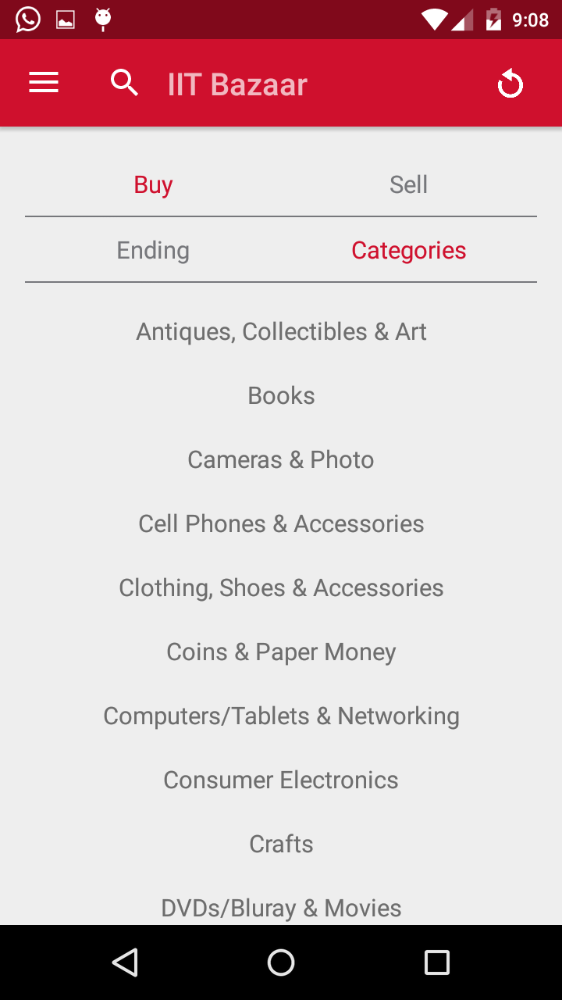 9:08
IIT Bazaar
Buy Sell
Ending Categories
Antiques, Collectibles & Art
Books
Cameras & Photo
Cell Phones & Accessories
Clothing, Shoes & Accessories
Coins & Paper Money
Computers/Tablets & Networking
Consumer Electronics
Crafts
DVDs/Bluray & Movies